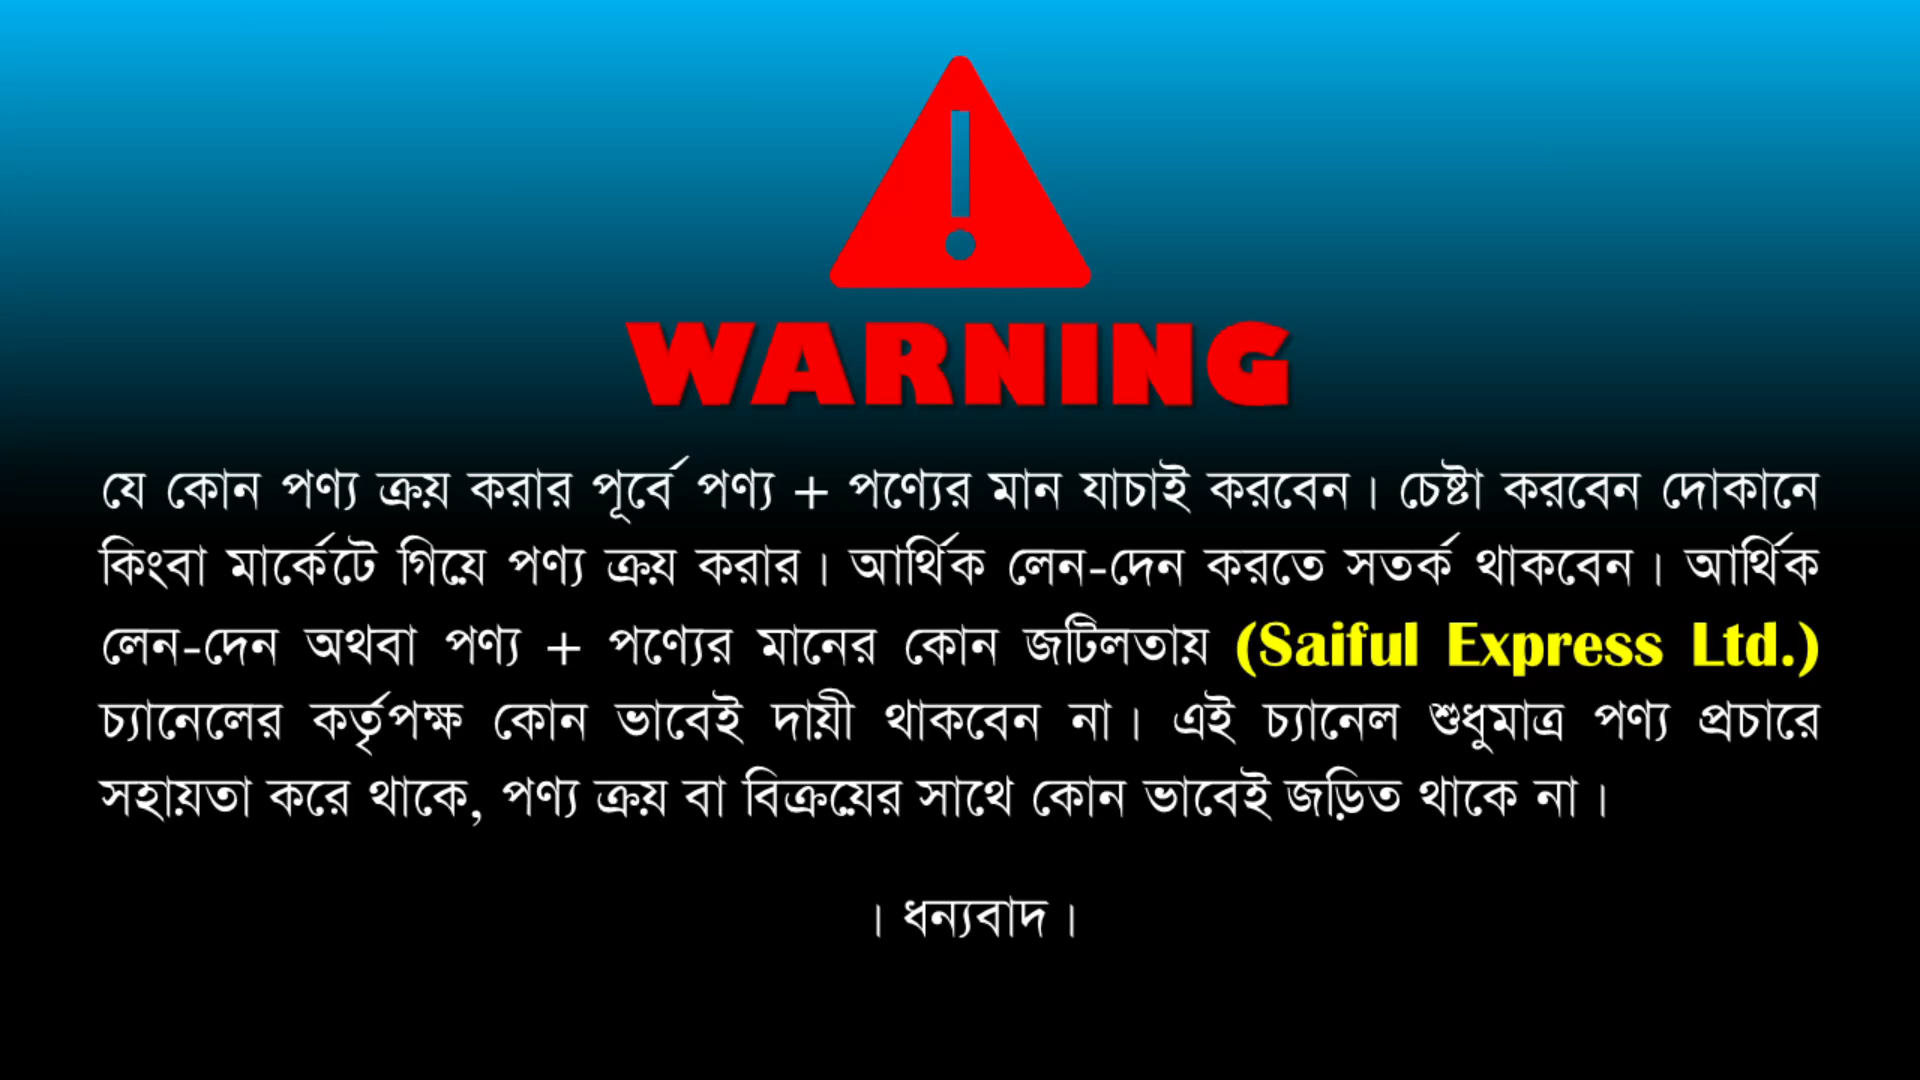 WARNING
যে কোন পণ্য ক্রয় করার পূর্বে পণ্য + পণ্যের মান যাচাই করবেন। চেষ্টা করবেন দোকানে
কিংবা মার্কেটে গিয়ে পণ্য ক্রয় করার। আর্থিক লেন-দেন করতে সতর্ক থাকবেন। আর্থিক
লেন-দেন অথবা পণ্য + পণ্যের মানের কোন জটিলতায় (Saiful Express Ltd.)
চ্যানেলের কর্তৃপক্ষ কোন ভাবেই দায়ী থাকবেন না। এই চ্যানেল শুধুমাত্র পণ্য প্রচারে
সহায়তা করে থাকে, পণ্য ক্রয় বা বিক্রয়ের সাথে কোন ভাবেই জড়িত থাকে না।
। ধন্যবাদ।